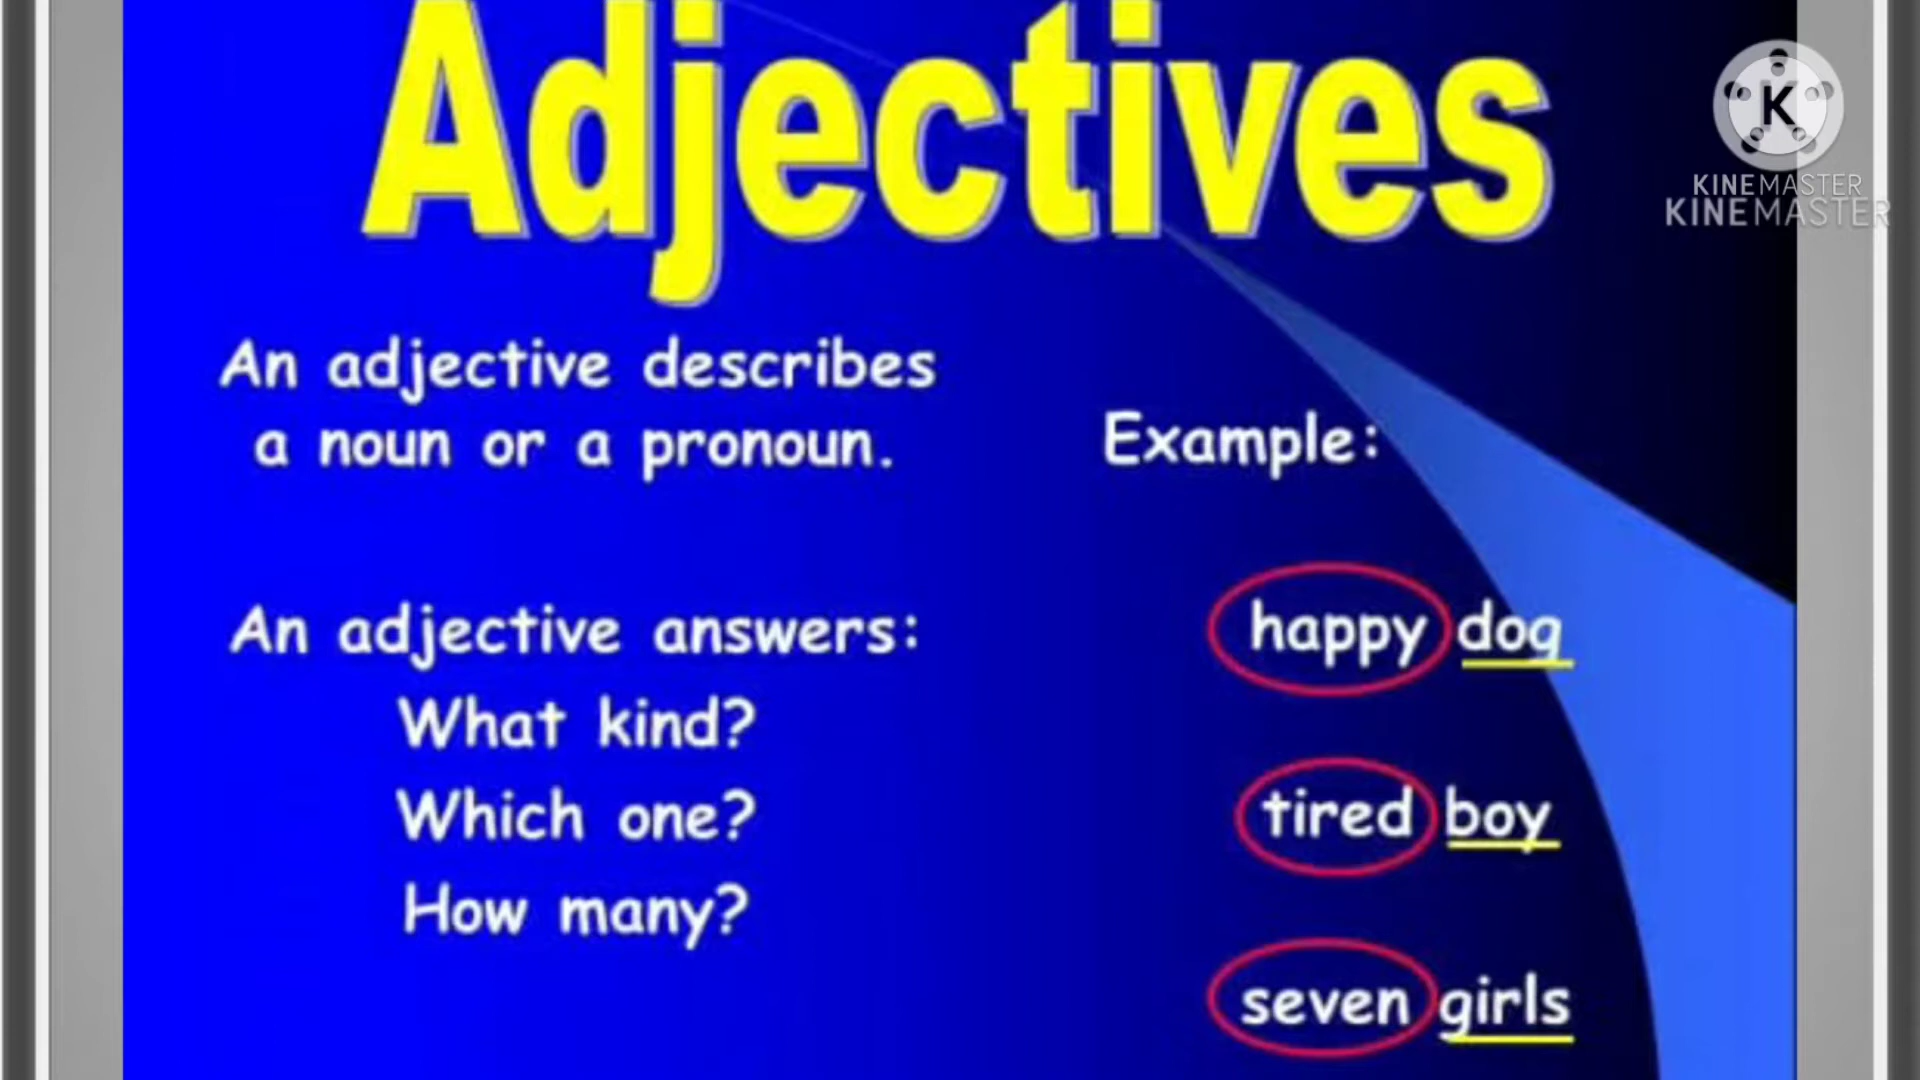 Adjectives
An adjective describes
a noun or a pronoun.
An adjective answers:
What kind?
Which one?
How many?
Example:
happy dog
tired boy
seven girls
K
KINEMASTER
KINEMASTER